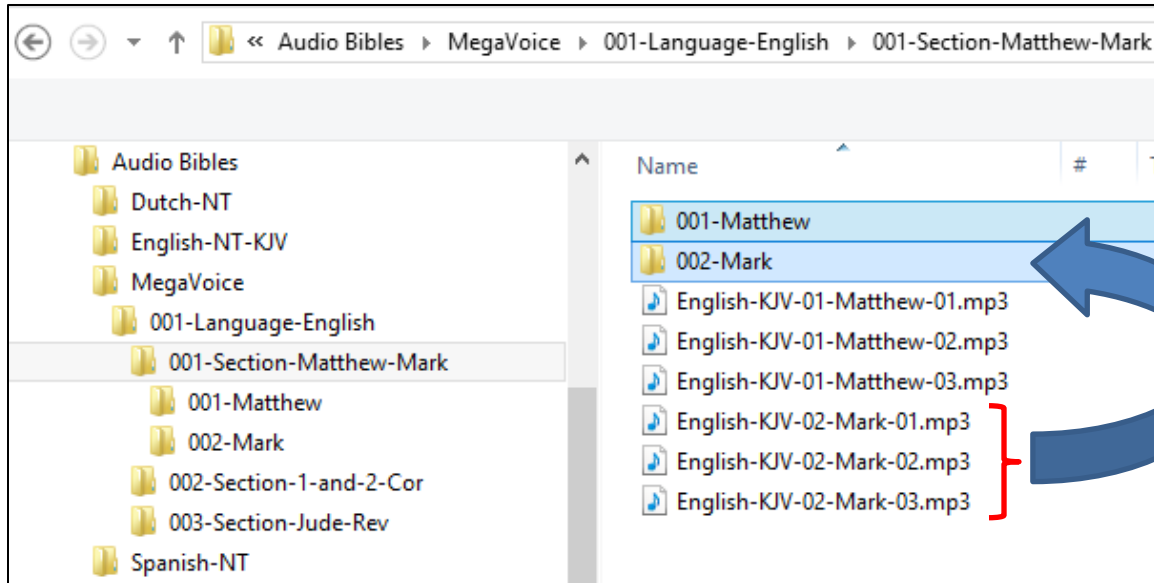 « Audio Bibles MegaVoice 001-Language-English 001-Section-Matthew-Mark
Audio Bibles
Dutch-NT
English-NT-KJV
MegaVoice
001-Language-English
001-Section-Matthew-Mark
001-Matthew
002-Mark
002-Section-1-and-2-Cor
003-Section-Jude-Rev
Spanish-NT
Name #
001-Matthew
002-Mark
English-KJV-01-Matthew-01.mp3
English-KJV-01-Matthew-02.mp3
English-KJV-01-Matthew-03.mp3
English-KJV-02-Mark-01.mp3
English-KJV-02-Mark-02.mp3
English-KJV-02-Mark-03.mp3